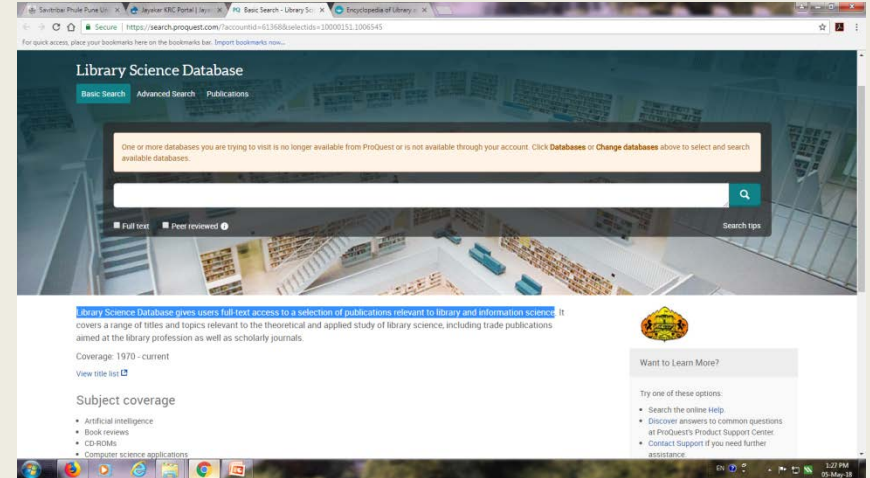 Savitribai Phule Pune Uni
Jayakar KRC Portal | Jaya
Basic Search - Library Sci
Encyclopedia of Library a
Secure | https://search.proquest.com/?accountid=61368&selectids=10000151,1006545
For quick access, place your bookmarks here on the bookmarks bar. Import bookmarks now...
Library Science Database
Basic Search Advanced Search Publications
One or more databases you are trying to visit is no longer available from ProQuest or is not available through your account. Click Databases or Change databases above to select and search
available databases.
Full text Peer reviewed
Search tips
Library Science Database gives users full-text access to a selection of publications relevant to library and information science. It
covers a range of titles and topics relevant to the theoretical and applied study of library science, including trade publications
aimed at the library profession as well as scholarly journals.
Coverage: 1970 - current
View title list
Subject coverage
• Artificial intelligence
• Book reviews
• CD-ROMs
• Computer science applications
Want to Learn More?
Try one of these options:
• Search the online Help.
• Discover answers to common questions
at ProQuest's Product Support Center.
• Contact Support if you need further
assistance.
EN
1:27 PM
05-May-18